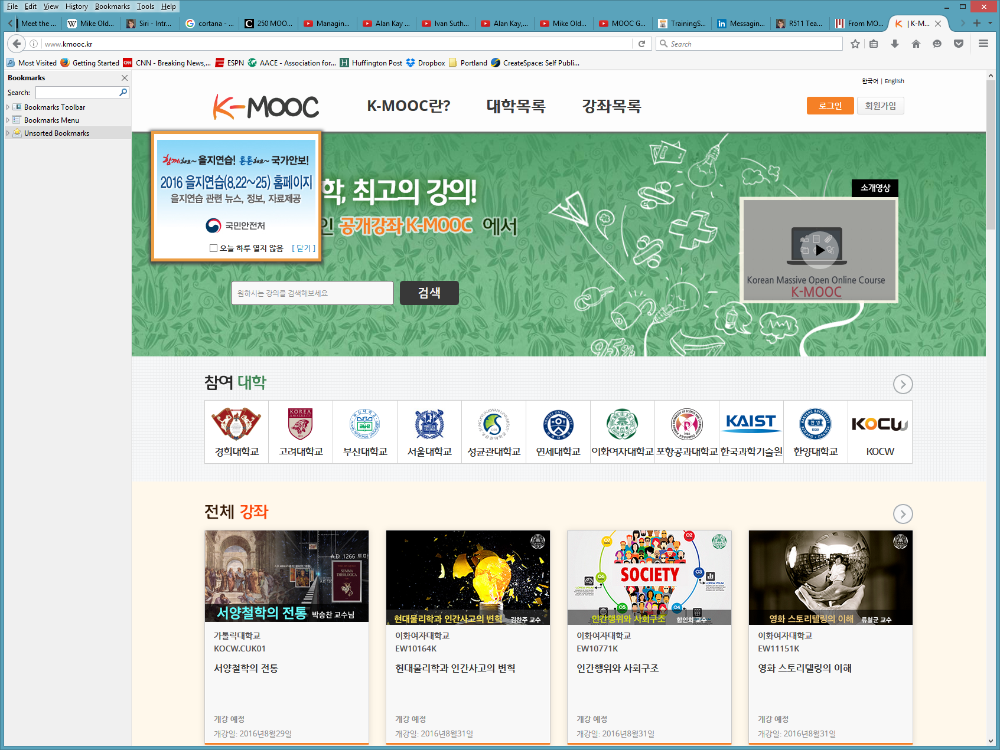 File Edit View History Bookmarks Tools Help
Meet the ... Mike Old... Siri - Intr... cortana - ... 250 MOO... Managin... Alan Kay ... Ivan Suth... Alan Kay,... Mike Old... MOOC G... TrainingS... Messagin... R511 Tea... From MO... | K-M...
www.kmooc.kr Search
Most Visited Getting Started CNN - Breaking News,... ESPN AACE - Association for... Huffington Post Dropbox Portland CreateSpace: Self Publi...
Bookmarks
Search:
Bookmarks Toolbar
Bookmarks Menu
Unsorted Bookmarks
한국어 | English
K-MOOC K-MOOC란? 대학목록 강좌목록 로그인 회원가입
함께해요~ 을지연습! 튼튼해요~ 국가안보!
2016 을지연습(8.22~25) 홈페이지
을지연습 관련 뉴스, 정보, 자료제공
국민안전처
오늘 하루 열지 않음 [ 닫기 ]
학, 최고의 강의!
인 공개강좌 K-MOOC 에서
원하시는 강의를 검색해보세요 검색
소개영상
Korean Massive Open Online Course
K-MOOC
참여 대학
KOREA UNIVERSITY
KAIST
KOCW
경희대학교 고려대학교 부산대학교 서울대학교 성균관대학교 연세대학교 이화여자대학교 포항공과대학교 한국과학기술원 한양대학교 KOCW
전체 강좌
A.D. 1266 토마
SUMMA THEOLOGICA
서양철학의 전통 박승찬 교수님
가톨릭대학교
KOCW.CUK01
서양철학의 전통
개강 예정
개강일: 2016년8월29일
현대물리학과 인간사고의 변혁 김찬주 교수
이화여자대학교
EW10164K
현대물리학과 인간사고의 변혁
개강 예정
개강일: 2016년8월31일
07 02 06 03 05 04
SOCIETY
인간행위와 사회구조 함인희 교수
이화여자대학교
EW10771K
인간행위와 사회구조
개강 예정
개강일: 2016년8월31일
영화 스토리텔링의 이해 류철균 교수
이화여자대학교
EW11151K
영화 스토리텔링의 이해
개강 예정
개강일: 2016년8월31일